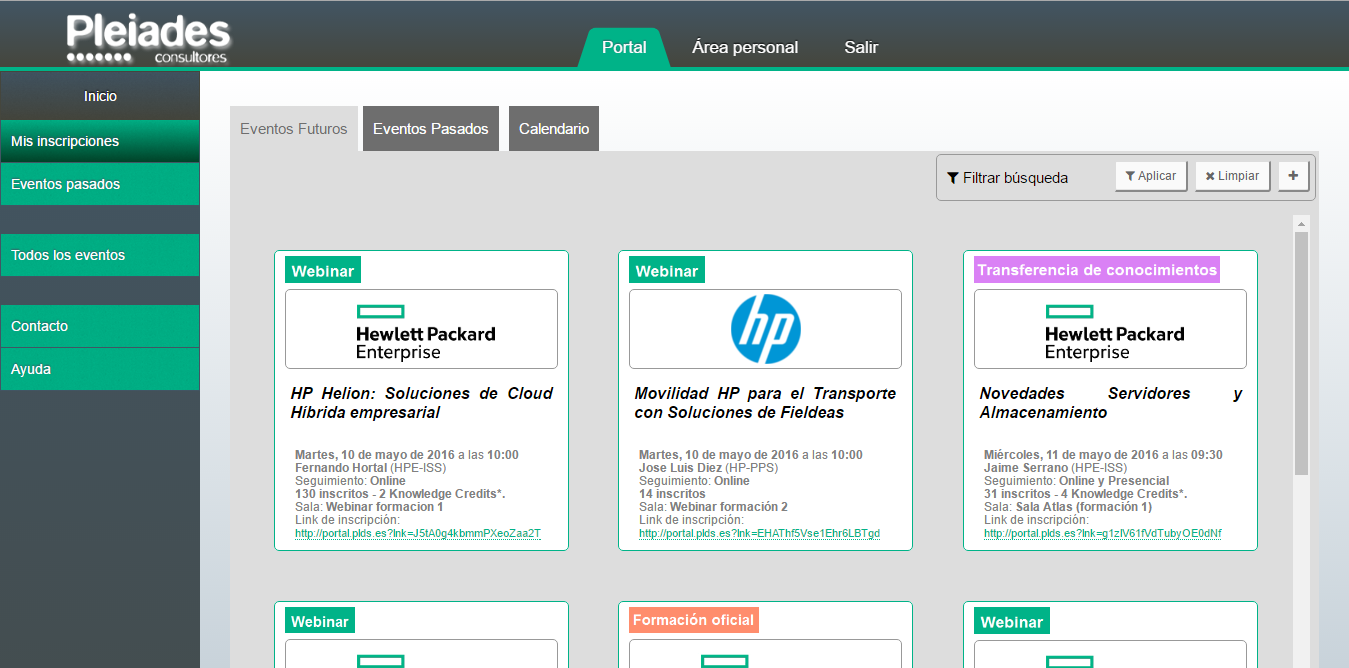 Pleiades
consultores
Portal
Área personal
Salir
Inicio
Mis inscripciones
Eventos pasados
Todos los eventos
Contacto
Ayuda
Eventos Futuros
Eventos Pasados
Calendario
Filtrar búsqueda
Aplicar
Limpiar
+
Webinar
Hewlett Packard
Enterprise
HP Helion: Soluciones de Cloud
Híbrida empresarial
Martes, 10 de mayo de 2016 a las 10:00
Fernando Hortal (HPE-ISS)
Seguimiento: Online
130 inscritos - 2 Knowledge Credits*.
Sala: Webinar formacion 1
Link de inscripción:
http://portal.plds.es?lnk=J5tA0g4kbmmPXeoZaa2T
Webinar
hp
Movilidad HP para el Transporte
con Soluciones de Fieldeas
Martes, 10 de mayo de 2016 a las 10:00
Jose Luis Díez (HP-PPS)
Seguimiento: Online
14 inscritos
Sala: Webinar formación 2
Link de inscripción:
http://portal.plds.es?lnk=EHAThf5Vse1Ehr6LBTgd
Transferencia de conocimientos
Hewlett Packard
Enterprise
Novedades Servidores y
Almacenamiento
Miércoles, 11 de mayo de 2016 a las 09:30
Jaime Serrano (HPE-ISS)
Seguimiento: Online y Presencial
31 inscritos - 4 Knowledge Credits*.
Sala: Sala Atlas (formación 1)
Link de inscripción:
http://portal.plds.es?lnk=g1zlV61fVdTubyOE0dNf
Webinar
Formación oficial
Webinar